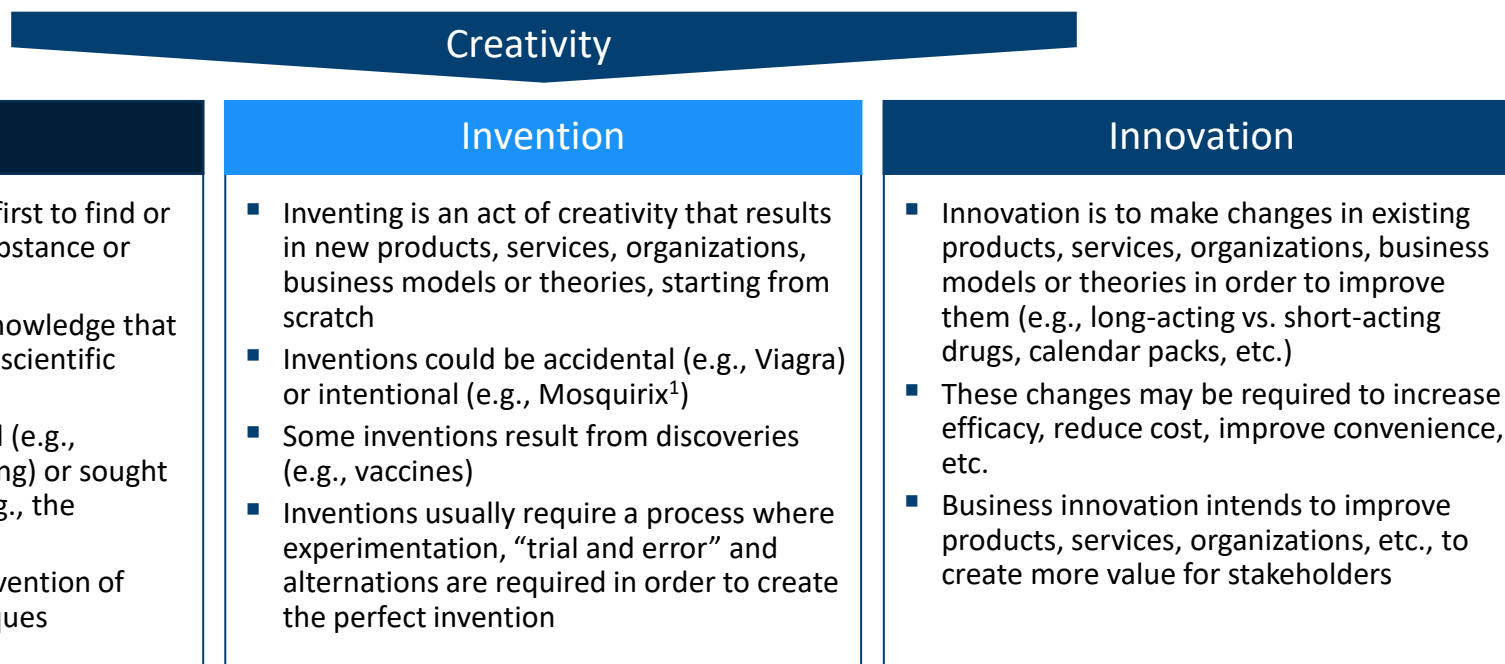 Creativity
first to find or
bstance or
nowledge that
scientific
l (e.g.,
ng) or sought
g., the
vention of
ques
Invention
▪ Inventing is an act of creativity that results
in new products, services, organizations,
business models or theories, starting from
scratch
▪ Inventions could be accidental (e.g., Viagra)
or intentional (e.g., Mosquirix¹)
▪ Some inventions result from discoveries
(e.g., vaccines)
▪ Inventions usually require a process where
experimentation, “trial and error” and
alternations are required in order to create
the perfect invention
Innovation
▪ Innovation is to make changes in existing
products, services, organizations, business
models or theories in order to improve
them (e.g., long-acting vs. short-acting
drugs, calendar packs, etc.)
▪ These changes may be required to increase
efficacy, reduce cost, improve convenience,
etc.
▪ Business innovation intends to improve
products, services, organizations, etc., to
create more value for stakeholders